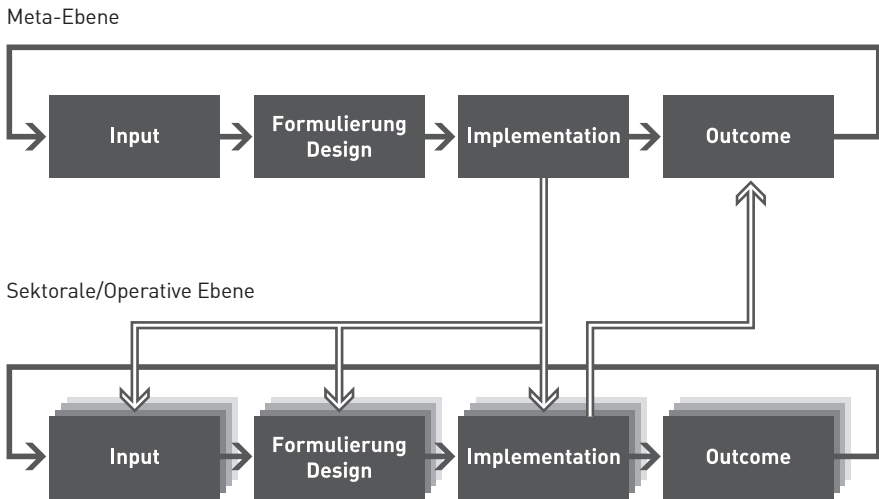 Meta-Ebene
Input
Formulierung
Design
Implementation
Outcome
Sektorale/Operative Ebene
Input
Formulierung
Design
Implementation
Outcome